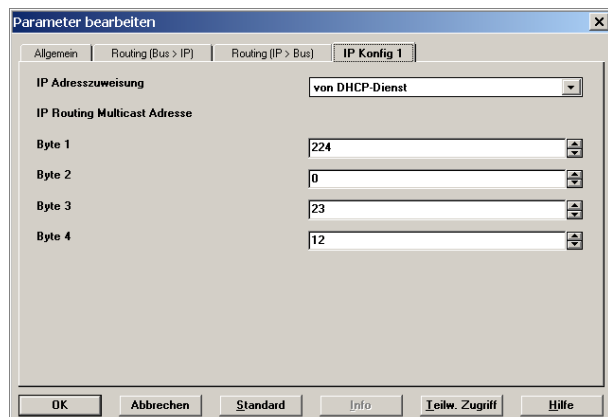 Parameter bearbeiten
Allgemein Routing (Bus > IP) Routing (IP > Bus) IP Konfig 1
IP Adresszuweisung von DHCP-Dienst
IP Routing Multicast Adresse
Byte 1 224
Byte 2 0
Byte 3 23
Byte 4 12
OK Abbrechen Standard Info Teilw. Zugriff Hilfe